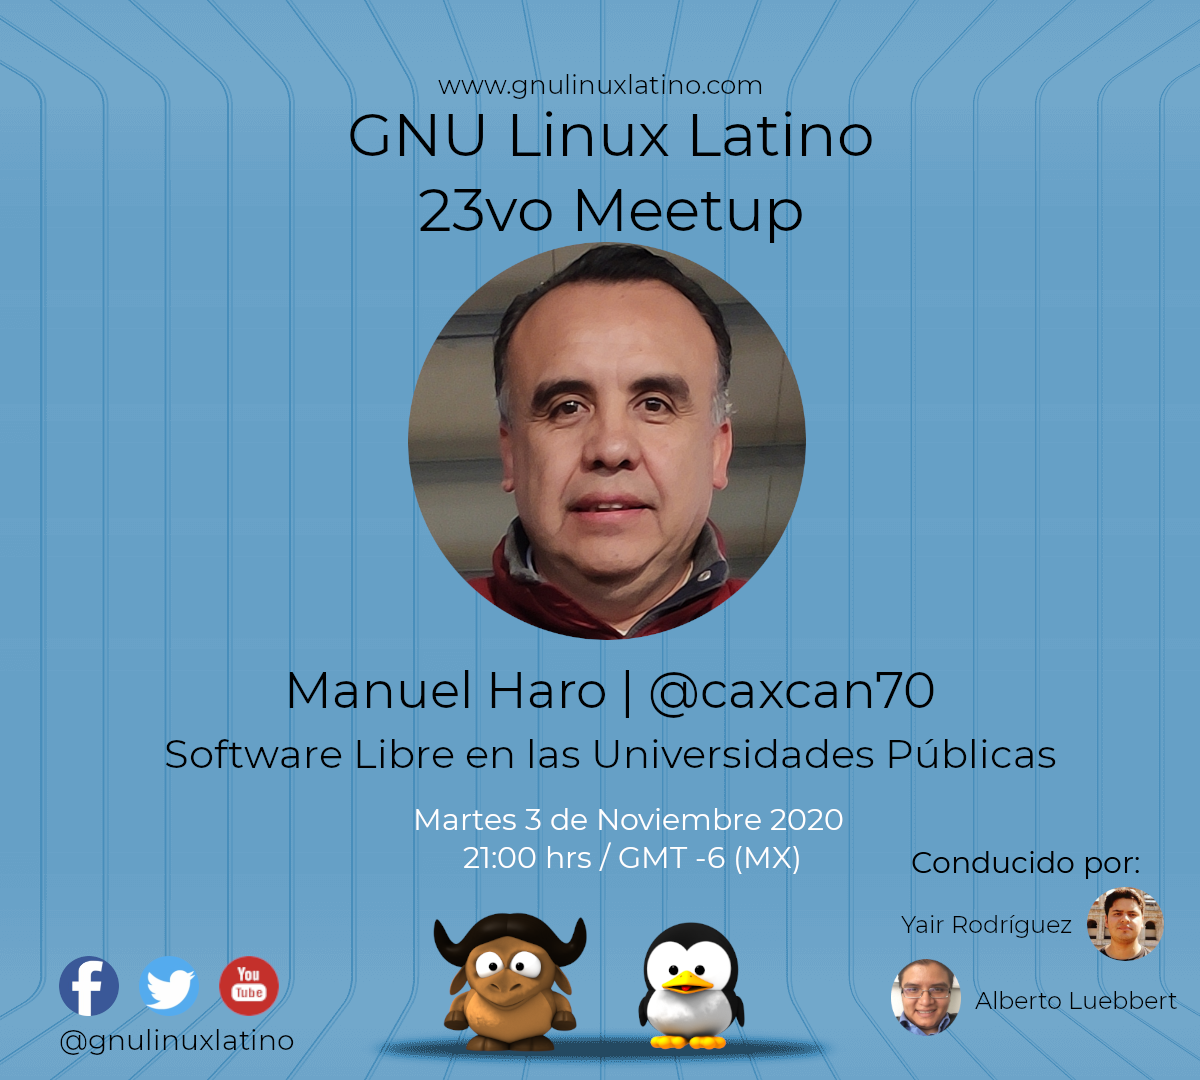 www.gnulinuxlatino.com
GNU Linux Latino
23vo Meetup
Manuel Haro | @caxcan70
Software Libre en las Universidades Públicas
Martes 3 de Noviembre 2020
21:00 hrs / GMT -6 (MX)
Conducido por:
Yair Rodríguez
Alberto Luebbert
You
Tube
@gnulinuxlatino